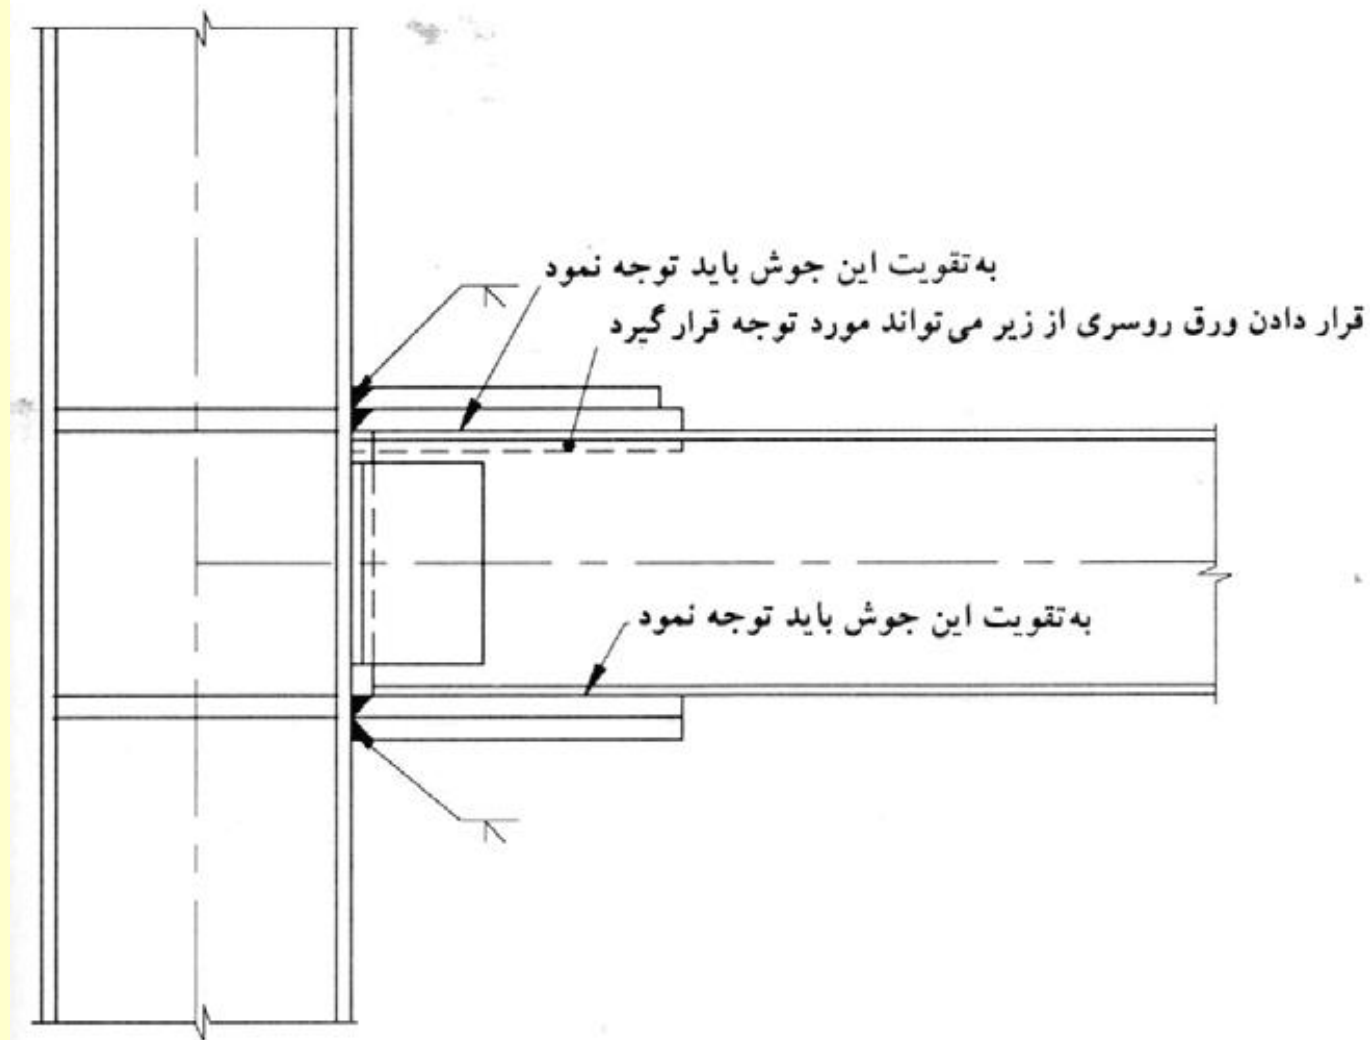 به تقویت این جوش باید توجه نمود
قرار دادن ورق روسری از زیر می‌تواند مورد توجه قرار گیرد
به تقویت این جوش باید توجه نمود